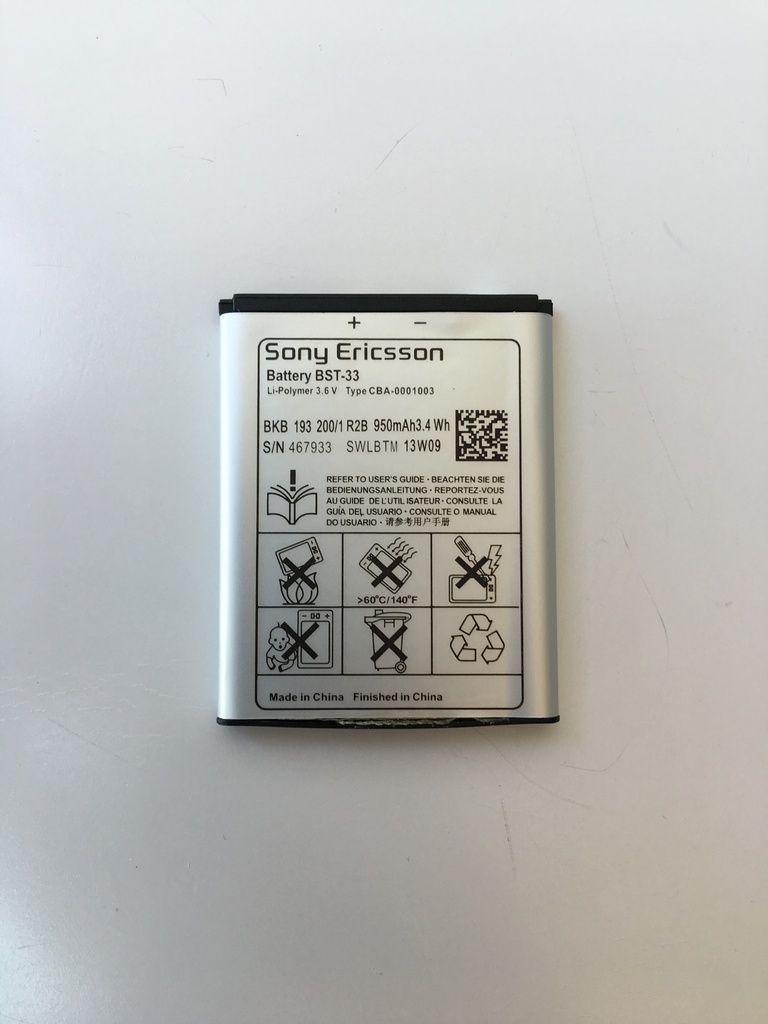 + −
Sony Ericsson
Battery BST-33
Li-Polymer 3.6 V Type CBA-0001003
BKB 193 200/1 R2B 950mAh3.4 Wh
S/N 467933 SWLBTM 13W09
REFER TO USER'S GUIDE · BEACHTEN SIE DIE
BEDIENUNGSANLEITUNG · REPORTEZ-VOUS
AU GUIDE DE L'UTILISATEUR · CONSULTE LA
GUÍA DEL USUARIO · CONSULTE O MANUAL
DO USUARIO · 请参考用户手册
>60°C/140°F
− +
Made in China Finished in China